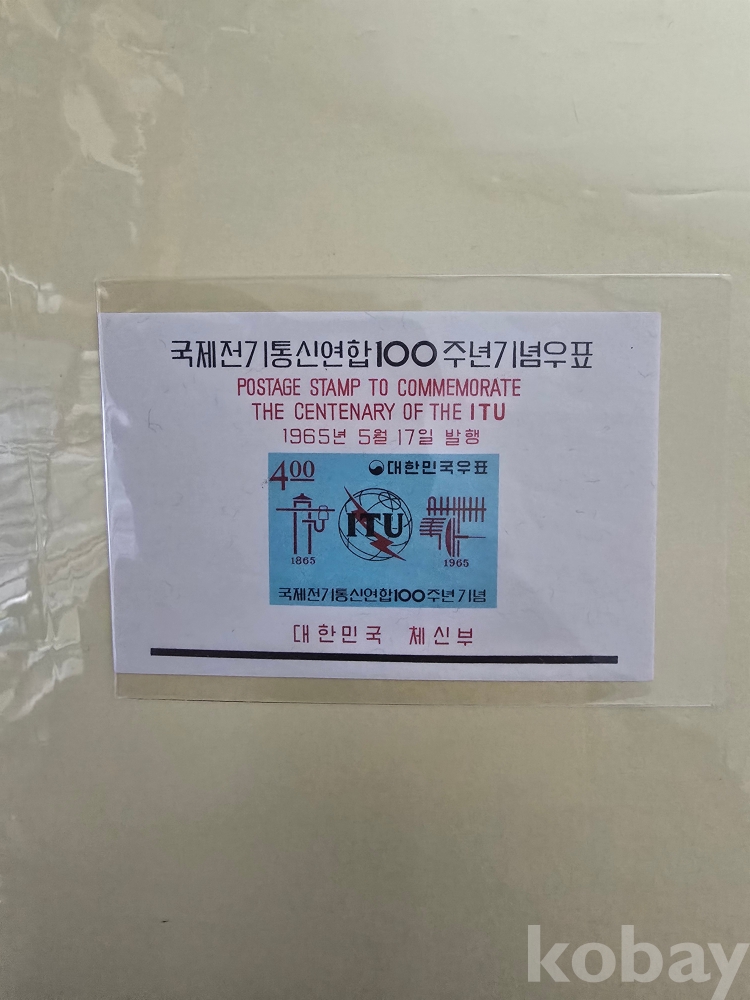 국제전기통신연합100주년기념우표
POSTAGE STAMP TO COMMEMORATE
THE CENTENARY OF THE ITU
1965년 5월 17일 발행
4.00 대한민국우표
ITU
1865 1965
국제전기통신연합100주년기념
대한민국 체신부
kobay